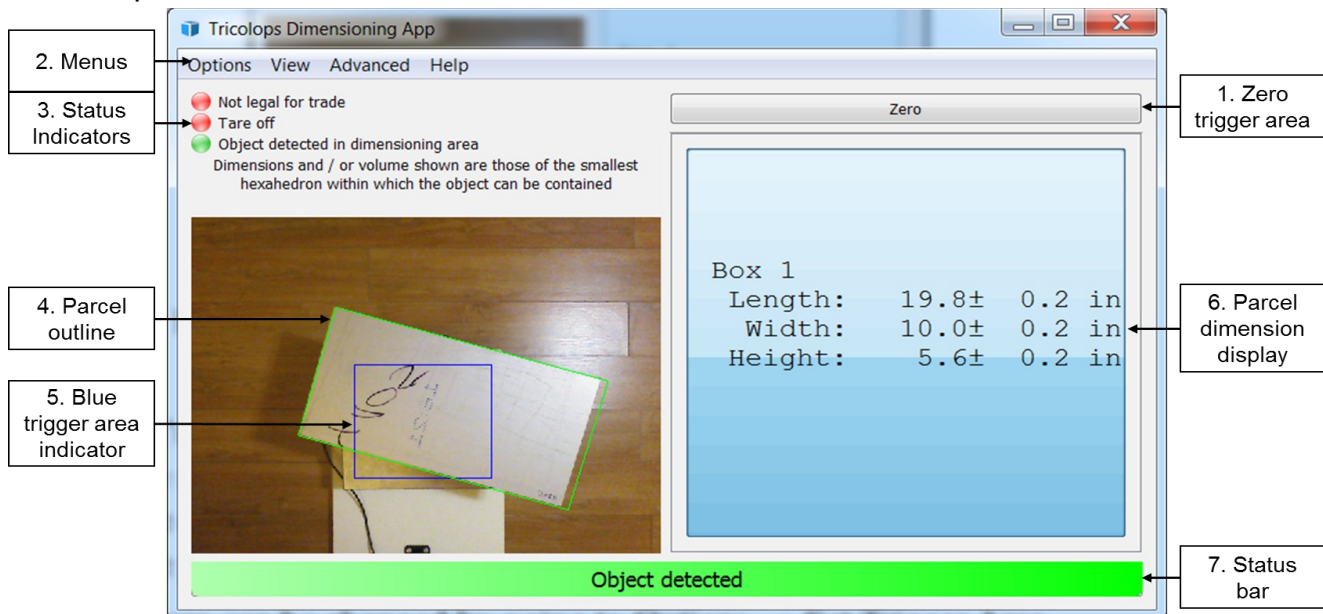 Tricolops Dimensioning App
2. Menus
Options View Advanced Help
3. Status
Indicators
Not legal for trade
Tare off
Object detected in dimensioning area
Dimensions and / or volume shown are those of the smallest
hexahedron within which the object can be contained
Zero
1. Zero
trigger area
4. Parcel
outline
5. Blue
trigger area
indicator
Box 1
Length: 19.8± 0.2 in
Width: 10.0± 0.2 in
Height: 5.6± 0.2 in
6. Parcel
dimension
display
Object detected
7. Status
bar